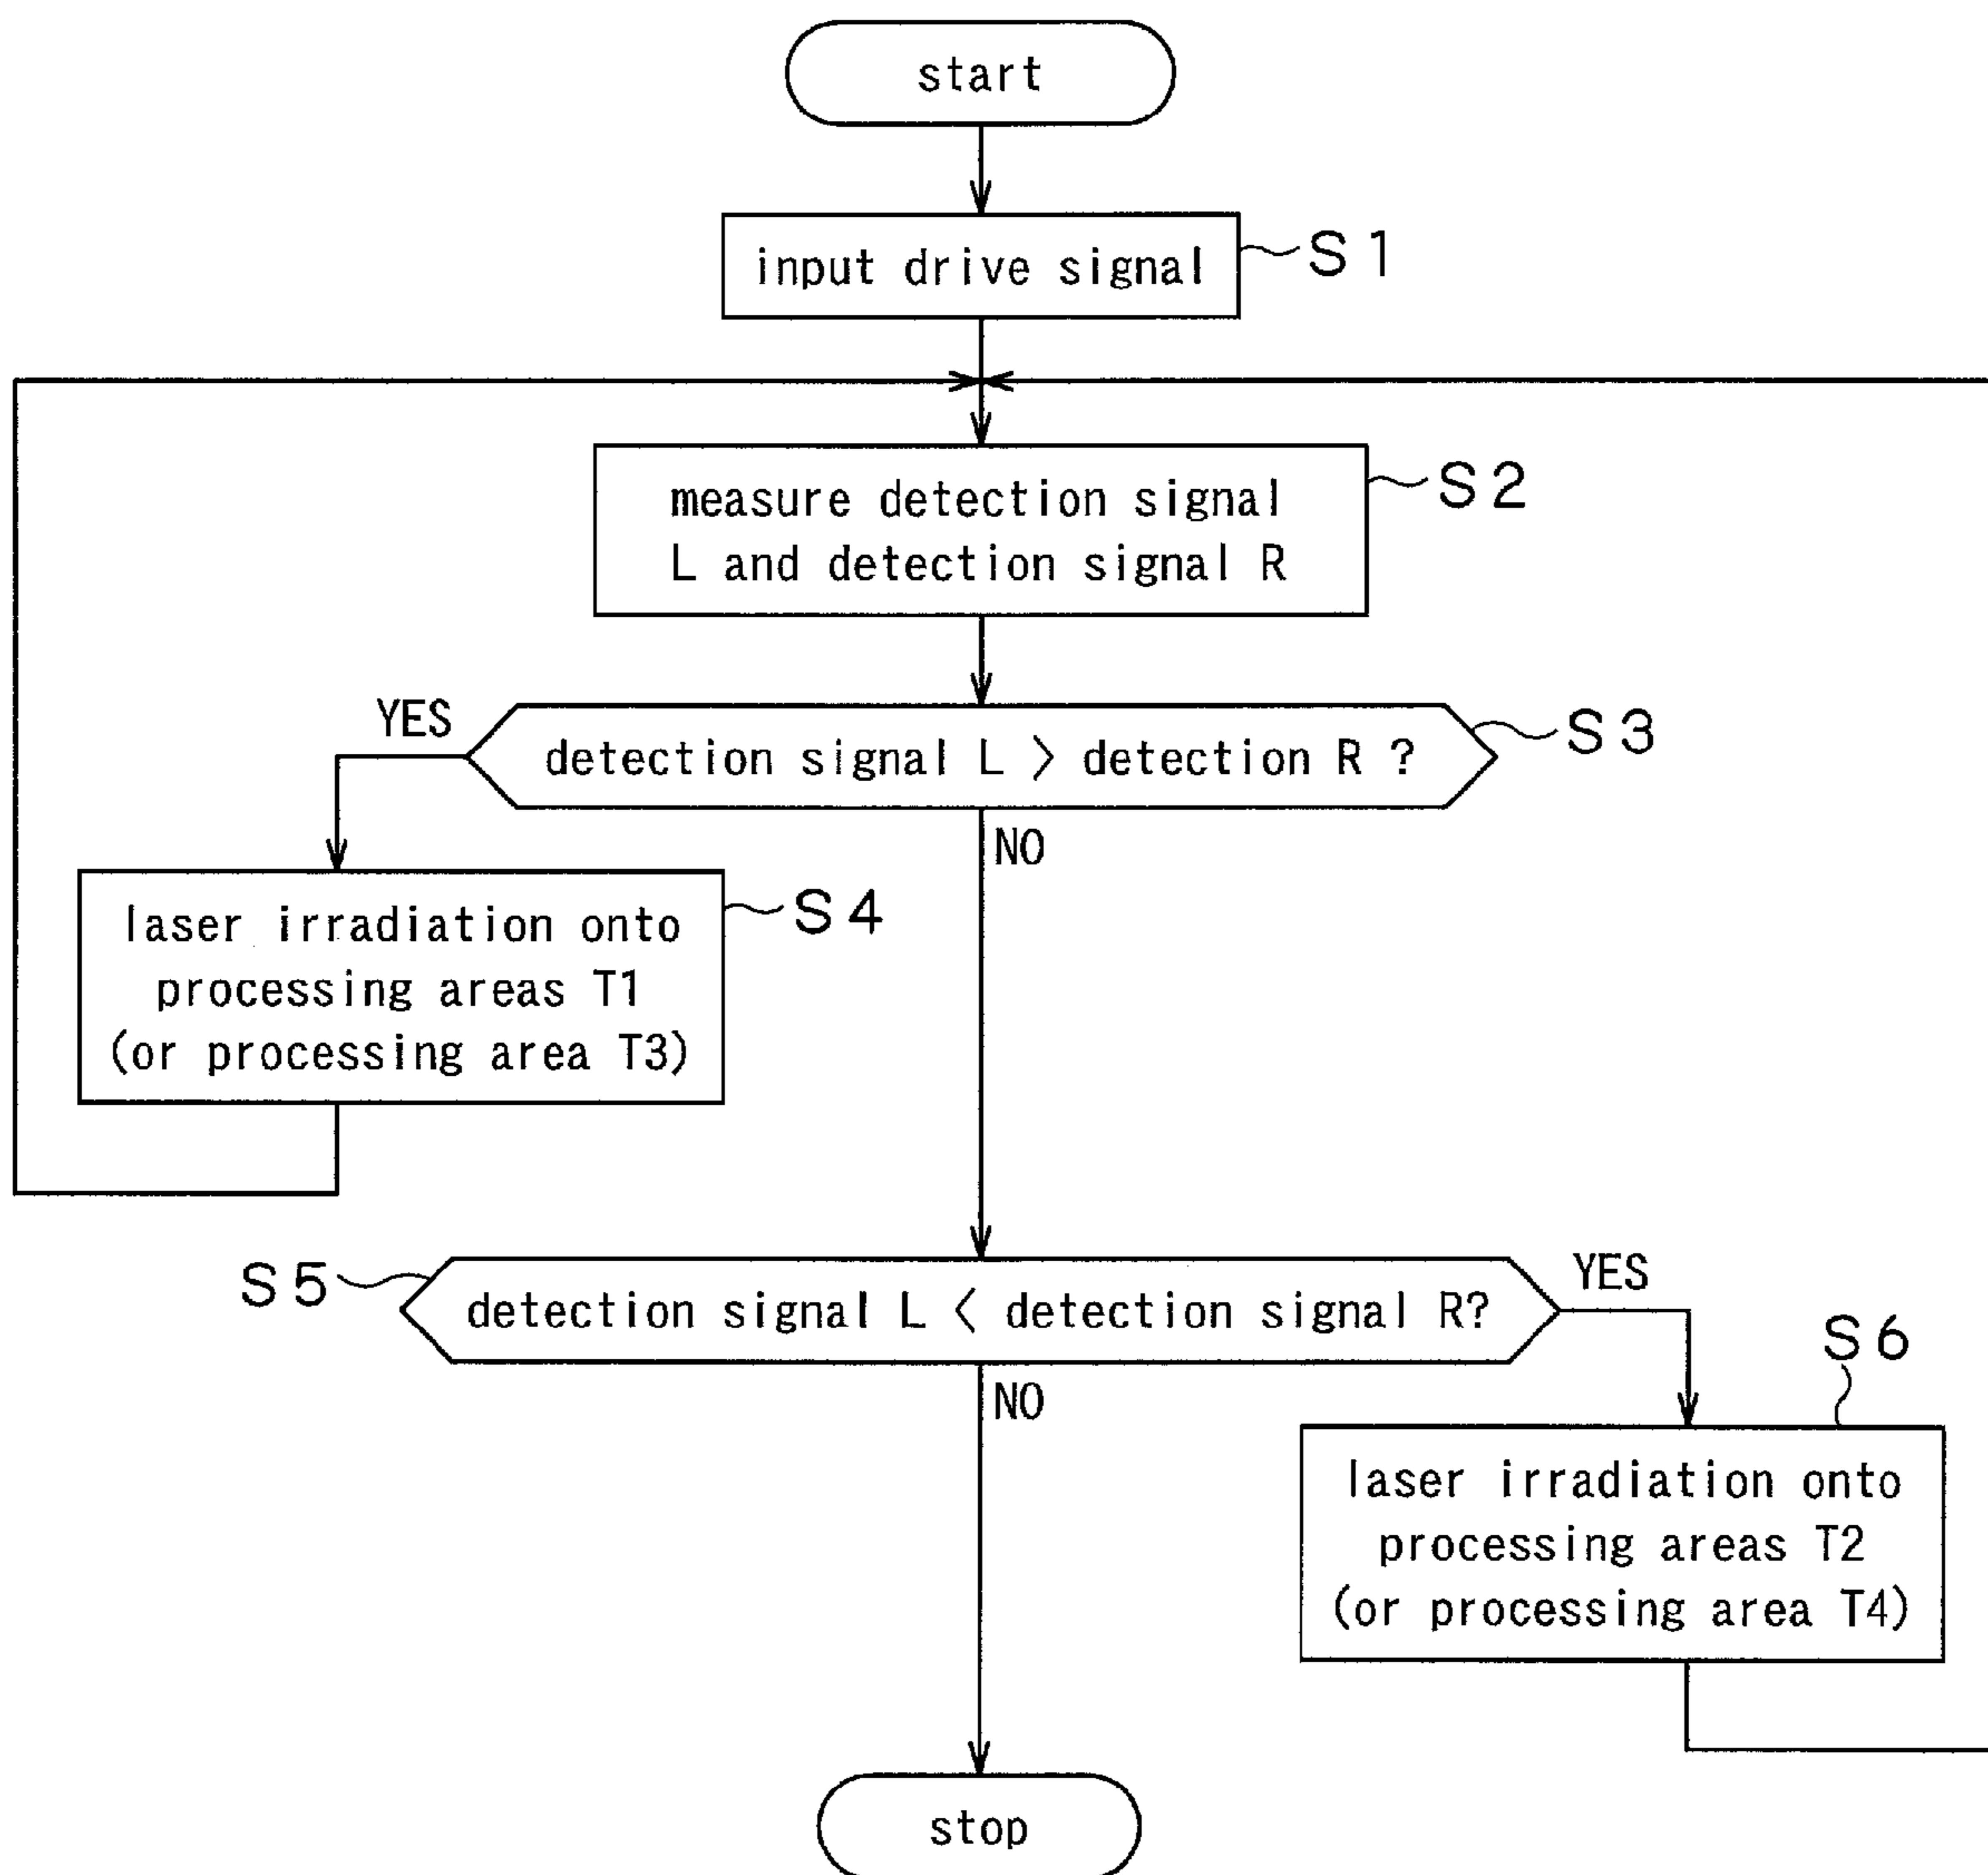 start
input drive signal
S1
measure detection signal
L and detection signal R
S2
YES
detection signal L > detection R ?
S3
NO
laser irradiation onto
processing areas T1
(or processing area T3)
S4
S5
detection signal L < detection signal R?
YES
NO
S6
laser irradiation onto
processing areas T2
(or processing area T4)
stop